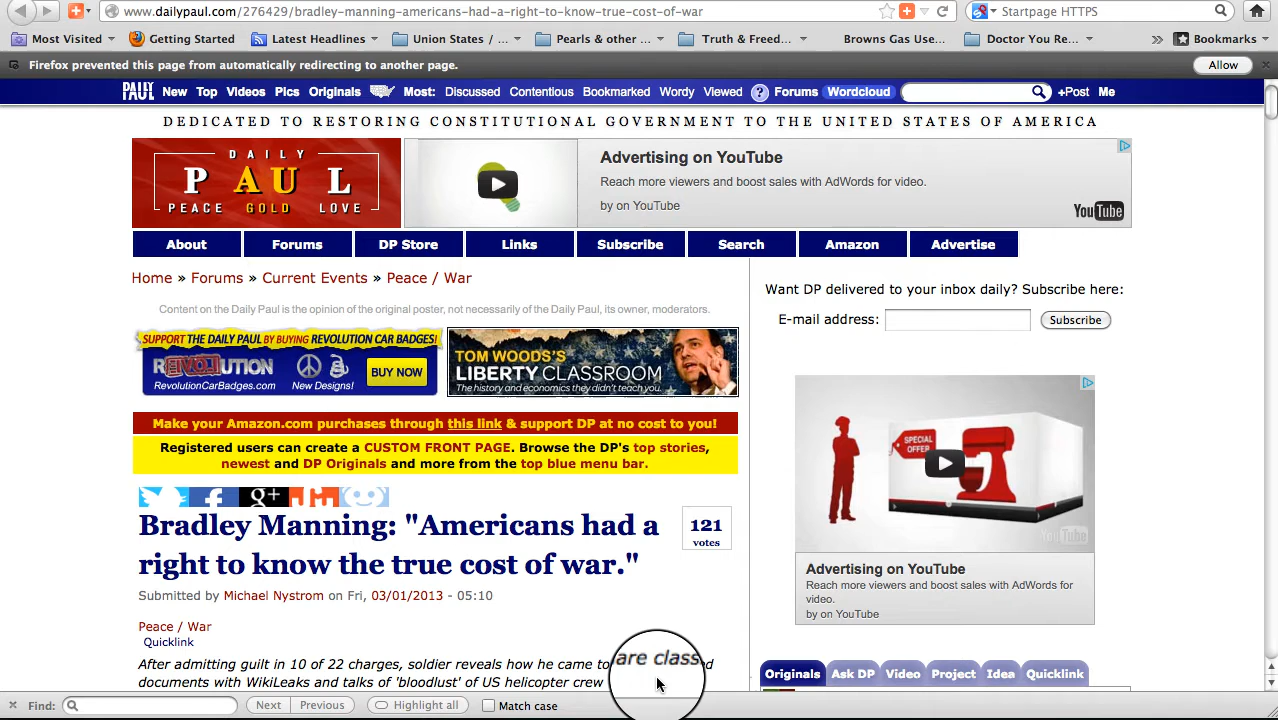 www.dailypaul.com/276429/bradley-manning-americans-had-a-right-to-know-true-cost-of-war
Startpage HTTPS
Most Visited
Getting Started
Latest Headlines
Union States / ...
Pearls & other ...
Truth & Freed...
Browns Gas Use...
Doctor You Re...
Bookmarks
Firefox prevented this page from automatically redirecting to another page.
Allow
DAILY PAUL New Top Videos Pics Originals Most: Discussed Contentious Bookmarked Wordy Viewed ? Forums Wordcloud +Post Me
DEDICATED TO RESTORING CONSTITUTIONAL GOVERNMENT TO THE UNITED STATES OF AMERICA
DAILY
PAUL
PEACE GOLD LOVE
Advertising on YouTube
Reach more viewers and boost sales with AdWords for video.
by on YouTube
YouTube
About Forums DP Store Links Subscribe Search Amazon Advertise
Home » Forums » Current Events » Peace / War
Content on the Daily Paul is the opinion of the original poster, not necessarily of the Daily Paul, its owner, moderators.
SUPPORT THE DAILY PAUL BY BUYING REVOLUTION CAR BADGES!
REVOLUTION
RevolutionCarBadges.com
New Designs!
BUY NOW
TOM WOODS'S
LIBERTY CLASSROOM
The history and economics they didn't teach you.
Make your Amazon.com purchases through this link & support DP at no cost to you!
Registered users can create a CUSTOM FRONT PAGE. Browse the DP's top stories,
newest and DP Originals and more from the top blue menu bar.
g+
Bradley Manning: "Americans had a
right to know the true cost of war."
121
votes
Submitted by Michael Nystrom on Fri, 03/01/2013 - 05:10
Peace / War
Quicklink
After admitting guilt in 10 of 22 charges, soldier reveals how he came to
are class
documents with WikiLeaks and talks of 'bloodlust' of US helicopter crew
Want DP delivered to your inbox daily? Subscribe here:
E-mail address:
Subscribe
SPECIAL
OFFER
YouTube
Advertising on YouTube
Reach more viewers and boost sales with AdWords for
video.
by on YouTube
Originals Ask DP Video Project Idea Quicklink
Find:
Next
Previous
Highlight all
Match case